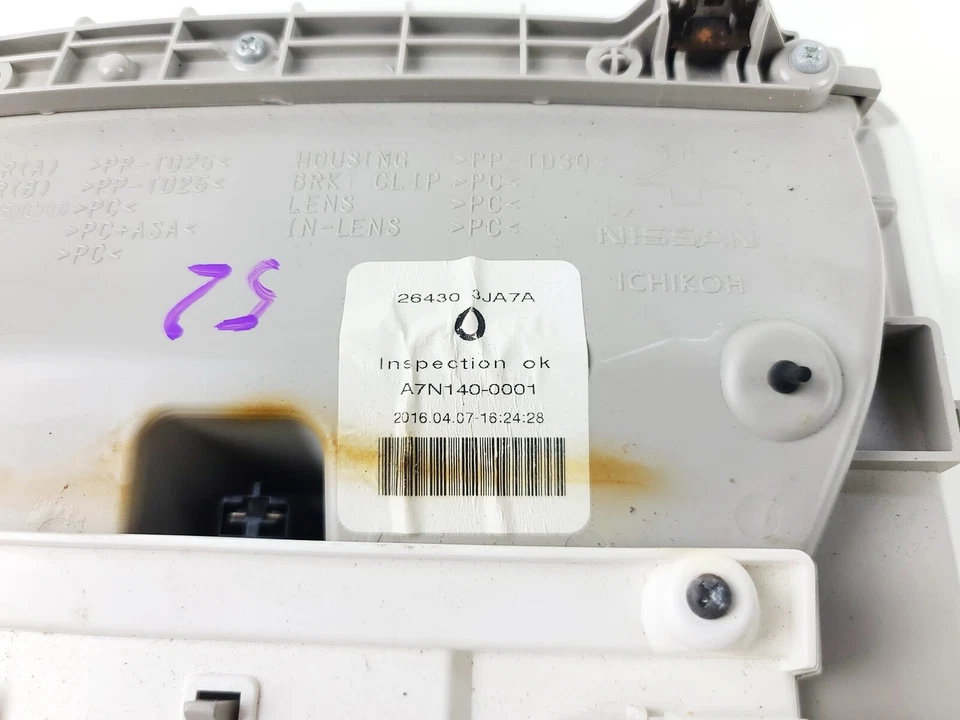 R(A) >PP-TD25<
R(B) >PP-TD25<
>PC<
>PC+ASA<
>PC<
HOUSING >PP-TD30<
BRKT CLIP >PC<
LENS >PC<
IN-LENS >PC<
NISSAN
ICHIKOH
26430 3JA7A
Inspection ok
A7N140-0001
2016.04.07-16:24:28